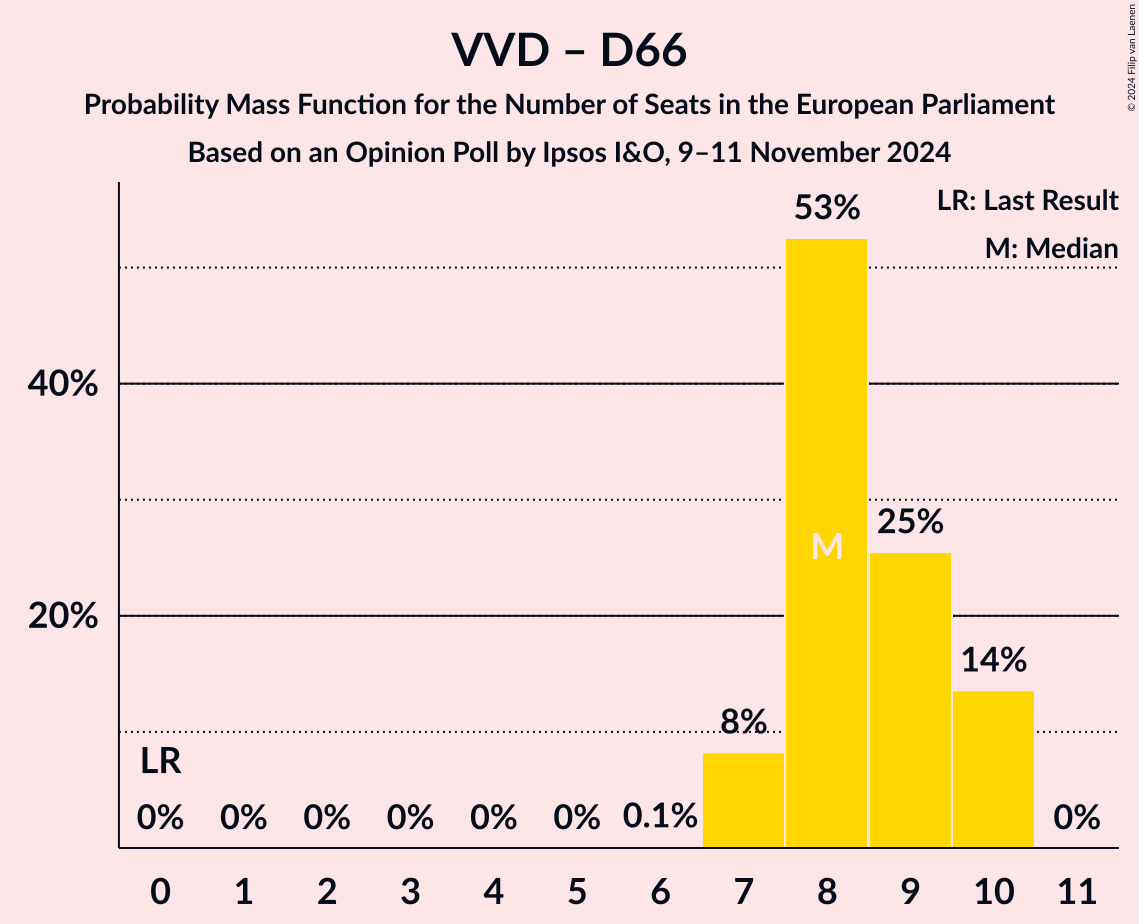 VVD – D66
Probability Mass Function for the Number of Seats in the European Parliament
Based on an Opinion Poll by Ipsos I&O, 9–11 November 2024
© 2024 Filip van Laenen
LR: Last Result
M: Median
53%
40%
25%
M
20%
14%
8%
LR
0% 0% 0% 0% 0% 0% 0.1% 0%
0 1 2 3 4 5 6 7 8 9 10 11